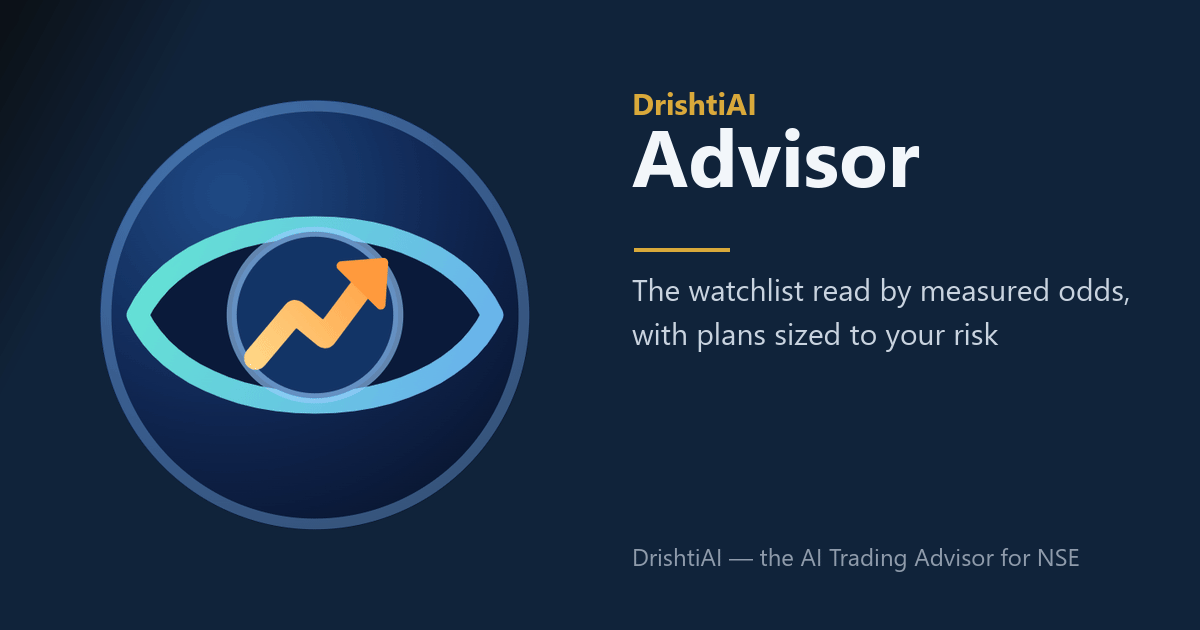 DrishtiAI
Advisor
The watchlist read by measured odds,
with plans sized to your risk
DrishtiAI — the AI Trading Advisor for NSE